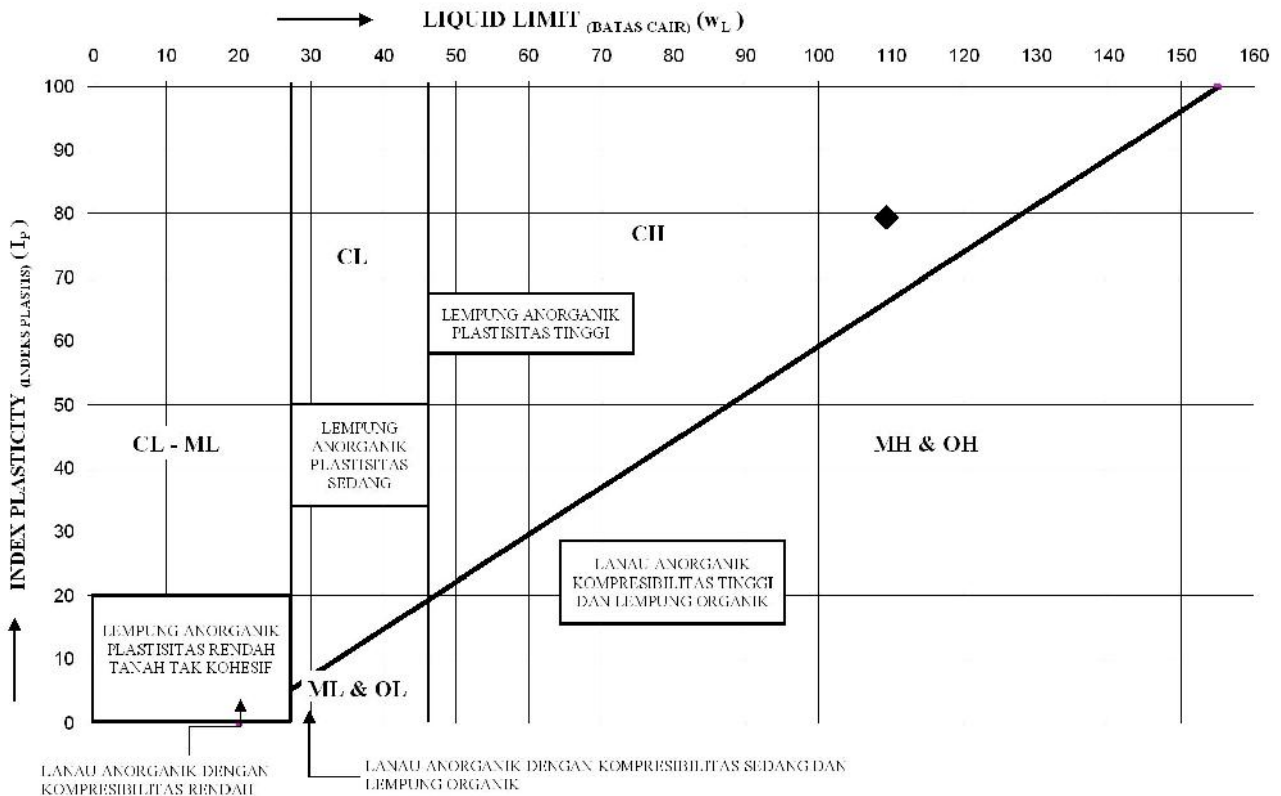 LIQUID LIMIT (BATAS CAIR) (wL )
0 10 20 30 40 50 60 70 80 90 100 110 120 130 140 150 160
100
90
80
70
60
50
40
30
20
10
0
INDEX PLASTICITY (INDEKS PLASTIS) (IP )
CL
CH
LEMPUNG ANORGANIK
PLASTISITAS TINGGI
CL - ML
LEMPUNG
ANORGANIK
PLASTISITAS
SEDANG
MH & OH
LANAU ANORGANIK
KOMPRESIBILITAS TINGGI
DAN LEMPUNG ORGANIK
LEMPUNG ANORGANIK
PLASTISITAS RENDAH
TANAH TAK KOHESIF
ML & OL
LANAU ANORGANIK DENGAN
KOMPRESIBILITAS RENDAH
LANAU ANORGANIK DENGAN KOMPRESIBILITAS SEDANG DAN
LEMPUNG ORGANIK